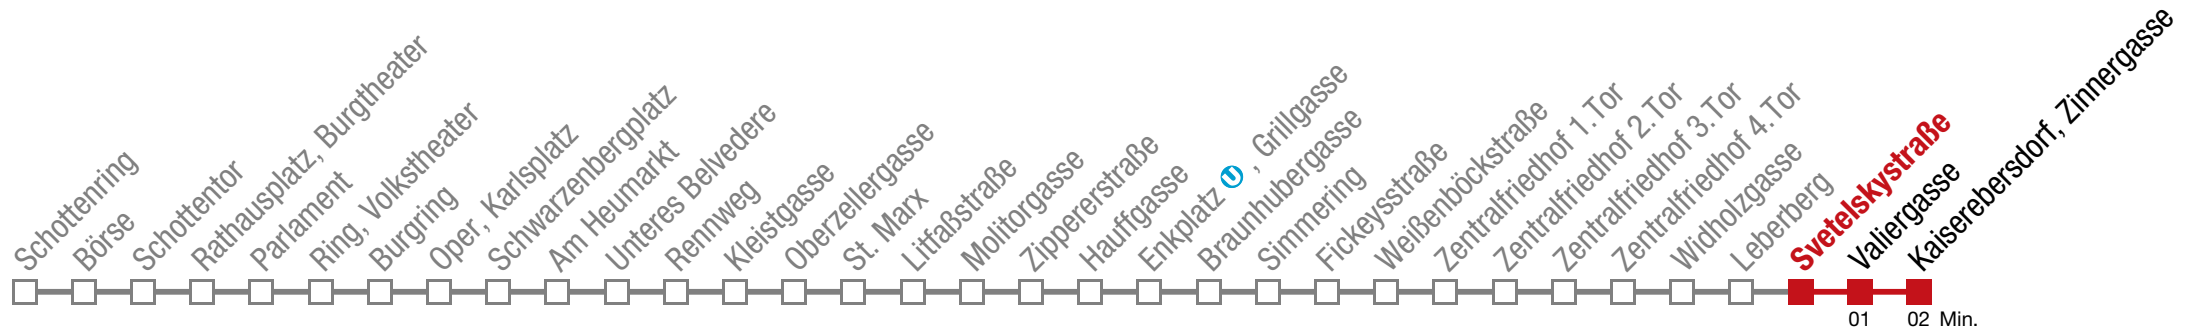 Schottenring
Börse
Schottentor
Rathausplatz, Burgtheater
Parlament
Ring, Volkstheater
Burgring
Oper, Karlsplatz
Schwarzenbergplatz
Am Heumarkt
Unteres Belvedere
Rennweg
Kleistgasse
Oberzellergasse
St. Marx
Litfaßstraße
Molitorgasse
Zippererstraße
Hauffgasse
Enkplatz U, Grillgasse
Braunhubergasse
Simmering
Fickeysstraße
Weißenböckstraße
Zentralfriedhof 1.Tor
Zentralfriedhof 2.Tor
Zentralfriedhof 3.Tor
Zentralfriedhof 4.Tor
Widholzgasse
Leberberg
Svetelskystraße
Valiergasse
Kaiserebersdorf, Zinnergasse
01 02 Min.